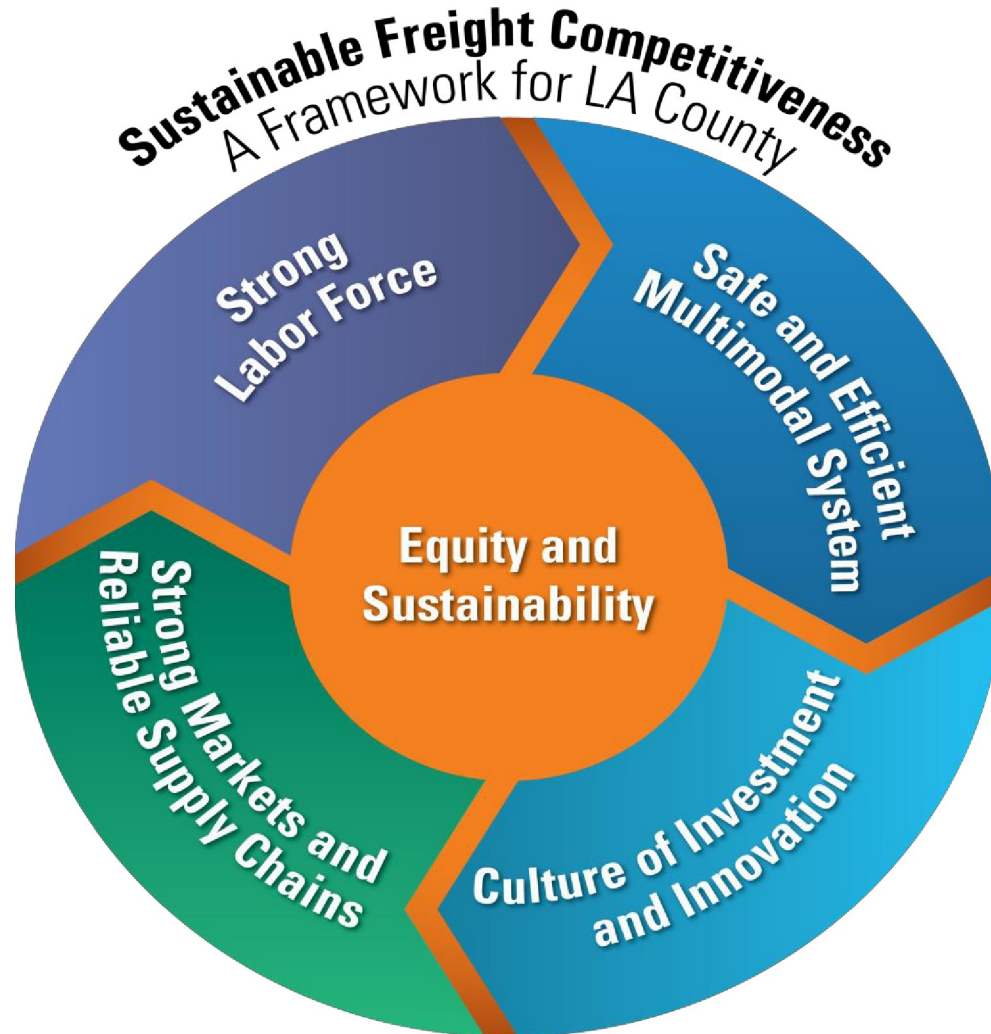 Sustainable Freight Competitiveness
A Framework for LA County
Strong
Labor Force
Safe and Efficient
Multimodal System
Equity and
Sustainability
Strong Markets and
Reliable Supply Chains
Culture of Investment
and Innovation